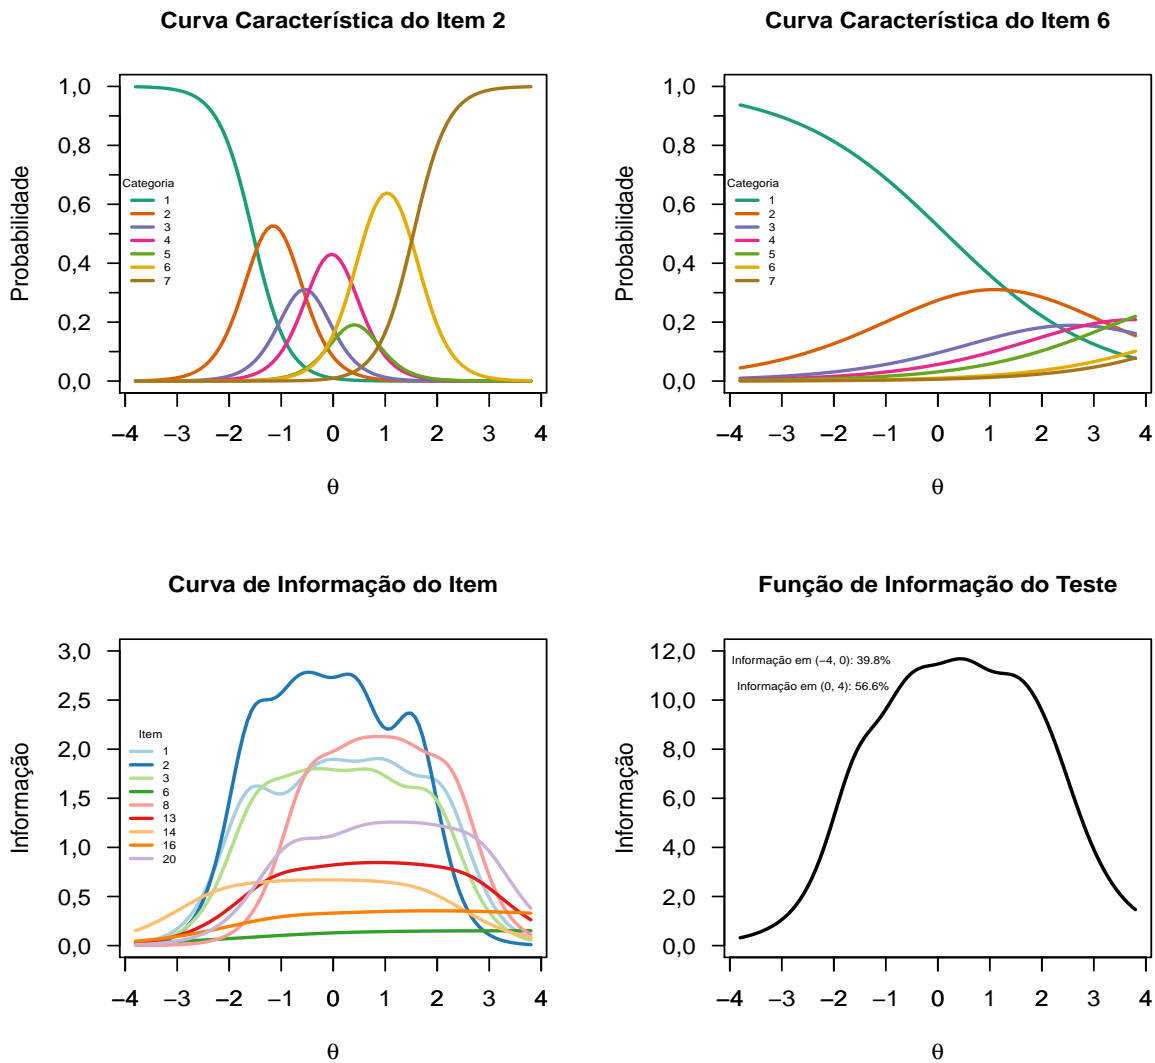 Curva Característica do Item 2
Probabilidade
1,0
0,8
0,6
0,4
0,2
0,0
Categoria
1
2
3
4
5
6
7
−4 −3 −2 −1 0 1 2 3 4
θ
Curva Característica do Item 6
Probabilidade
1,0
0,8
0,6
0,4
0,2
0,0
Categoria
1
2
3
4
5
6
7
−4 −3 −2 −1 0 1 2 3 4
θ
Curva de Informação do Item
Informação
3,0
2,5
2,0
1,5
1,0
0,5
0,0
Item
1
2
3
6
8
13
14
16
20
−4 −3 −2 −1 0 1 2 3 4
θ
Função de Informação do Teste
Informação
12,0
10,0
8,0
6,0
4,0
2,0
0,0
Informação em (−4, 0): 39.8%
Informação em (0, 4): 56.6%
−4 −3 −2 −1 0 1 2 3 4
θ